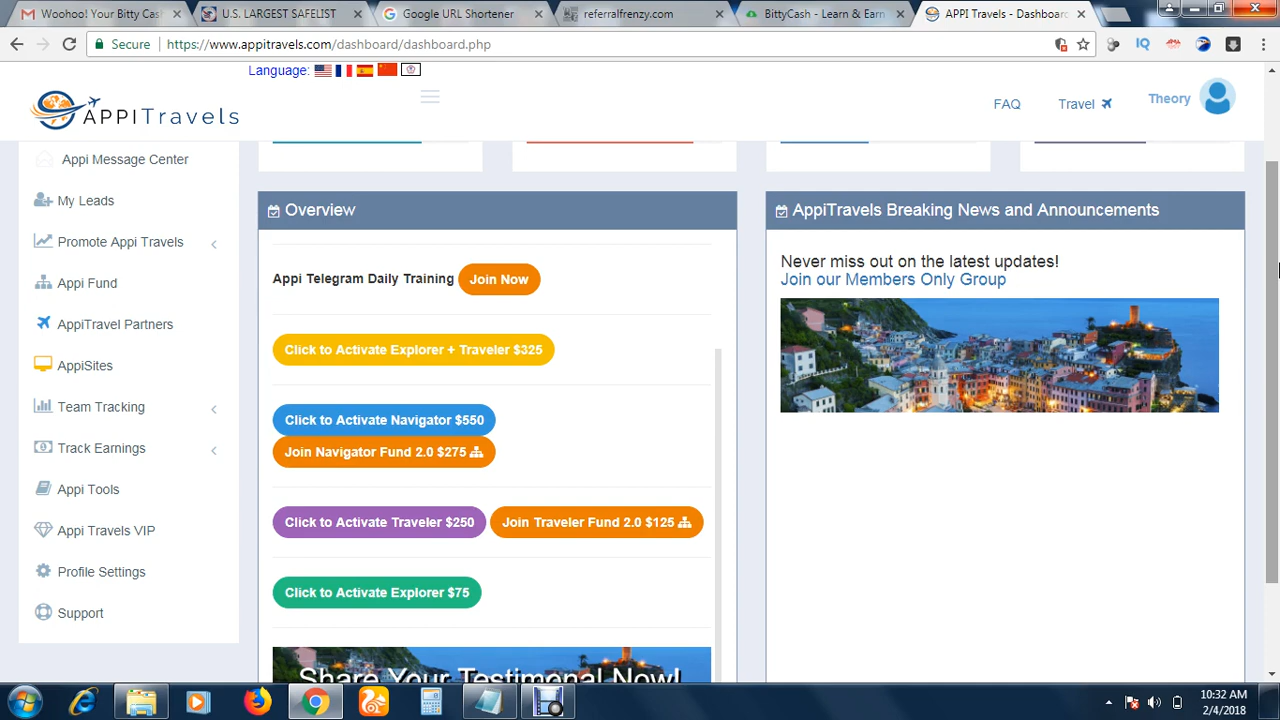 Woohoo! Your Bitty Cash
U.S. LARGEST SAFELIST
Google URL Shortener
referralfrenzy.com
BittyCash - Learn & Earn
APPI Travels - Dashboard
Secure
https://www.appitravels.com/dashboard/dashboard.php
Language:
APPITravels
FAQ
Travel
Theory
Appi Message Center
My Leads
Promote Appi Travels
Appi Fund
AppiTravel Partners
AppiSites
Team Tracking
Track Earnings
Appi Tools
Appi Travels VIP
Profile Settings
Support
Overview
Appi Telegram Daily Training Join Now
Click to Activate Explorer + Traveler $325
Click to Activate Navigator $550
Join Navigator Fund 2.0 $275
Click to Activate Traveler $250 Join Traveler Fund 2.0 $125
Click to Activate Explorer $75
Share Your Testimonal Now!
AppiTravels Breaking News and Announcements
Never miss out on the latest updates!
Join our Members Only Group
10:32 AM
2/4/2018